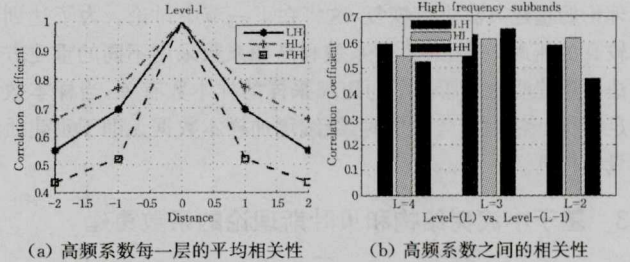 Level-1
Correlation Coefficient
1
0.9
0.8
0.7
0.6
0.5
0.4
LH
HL
HH
-2 -1.5 -1 -0.5 0 0.5 1 1.5 2
Distance
(a) 高频系数每一层的平均相关性
High frequency subbands
Correlation Coefficient
0.7
0.6
0.5
0.4
0.3
0.2
0.1
0
LH
HL
HH
L=4 L=3 L=2
Level-(L) vs. Level-(L-1)
(b) 高频系数之间的相关性